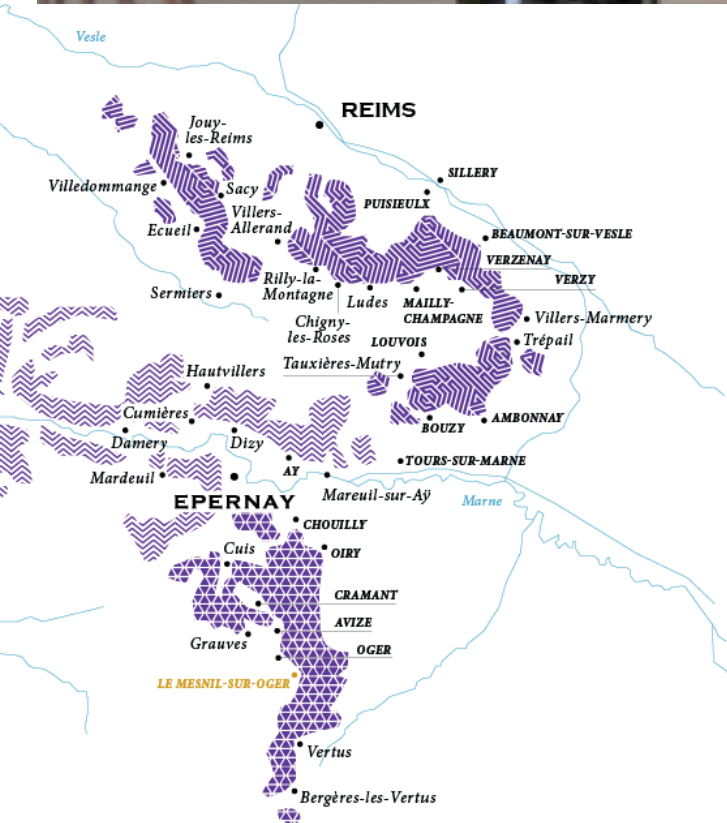 Vesle
REIMS
Jouy-
les-Reims
SILLERY
Villedommange
Sacy
PUISIEULX
Villers-
Allerand
Ecueil
BEAUMONT-SUR-VESLE
VERZENAY
VERZY
Rilly-la-
Montagne
Sermiers
Ludes
MAILLY-
CHAMPAGNE
Chigny-
les-Roses
Villers-Marmery
LOUVOIS
Trépail
Tauxières-Mutry
Hautvillers
Cumières
AMBONNAY
BOUZY
Damery
Dizy
AY
TOURS-SUR-MARNE
Mardeuil
Mareuil-sur-Aÿ
Marne
EPERNAY
CHOUILLY
Cuis
OIRY
CRAMANT
AVIZE
Grauves
OGER
LE MESNIL-SUR-OGER
Vertus
Bergères-les-Vertus